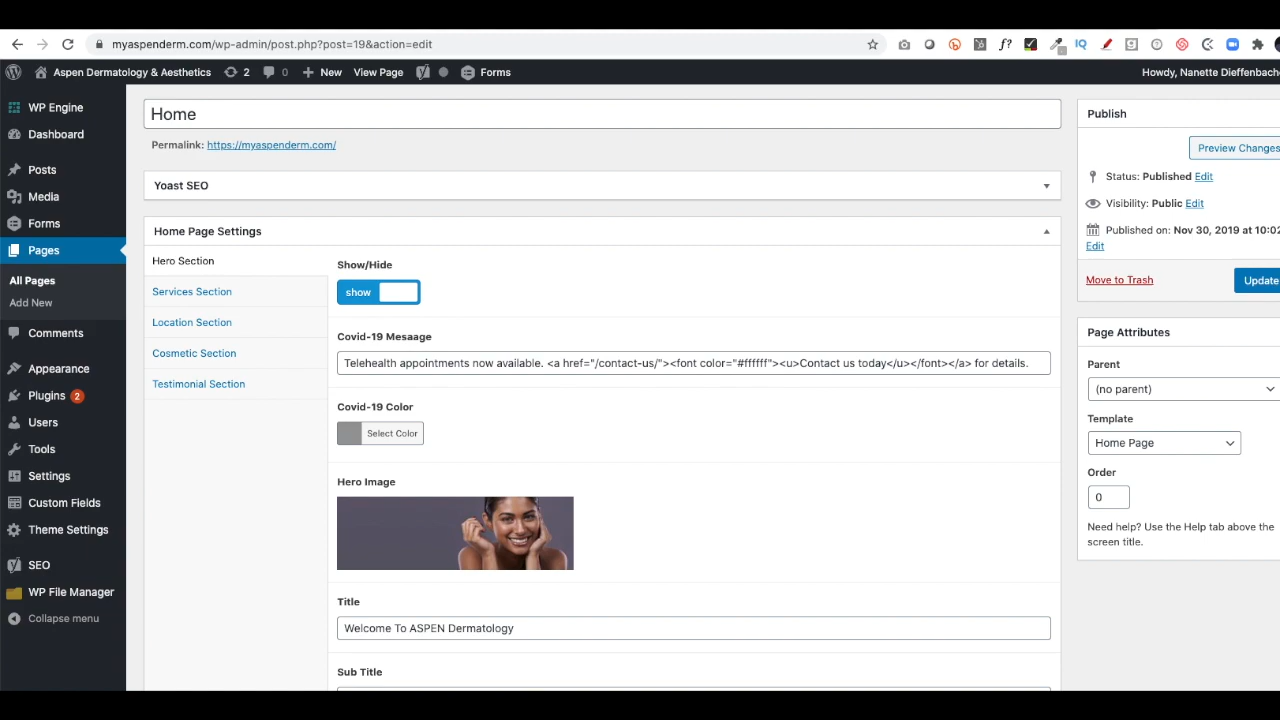 myaspenderm.com/wp-admin/post.php?post=19&action=edit
Aspen Dermatology & Aesthetics 2 0 New View Page Forms Howdy, Nanette Dieffenbach
WP Engine
Dashboard
Posts
Media
Forms
Pages
All Pages
Add New
Comments
Appearance
Plugins 2
Users
Tools
Settings
Custom Fields
Theme Settings
SEO
WP File Manager
Collapse menu
Home
Permalink: https://myaspenderm.com/
Yoast SEO
Home Page Settings
Hero Section
Services Section
Location Section
Cosmetic Section
Testimonial Section
Show/Hide
show
Covid-19 Mesaage
Telehealth appointments now available. <a href="/contact-us/"><font color="#ffffff"><u>Contact us today</u></font></a> for details.
Covid-19 Color
Select Color
Hero Image
Title
Welcome To ASPEN Dermatology
Sub Title
Publish
Preview Changes
Status: Published Edit
Visibility: Public Edit
Published on: Nov 30, 2019 at 10:02
Edit
Move to Trash Update
Page Attributes
Parent
(no parent)
Template
Home Page
Order
0
Need help? Use the Help tab above the
screen title.